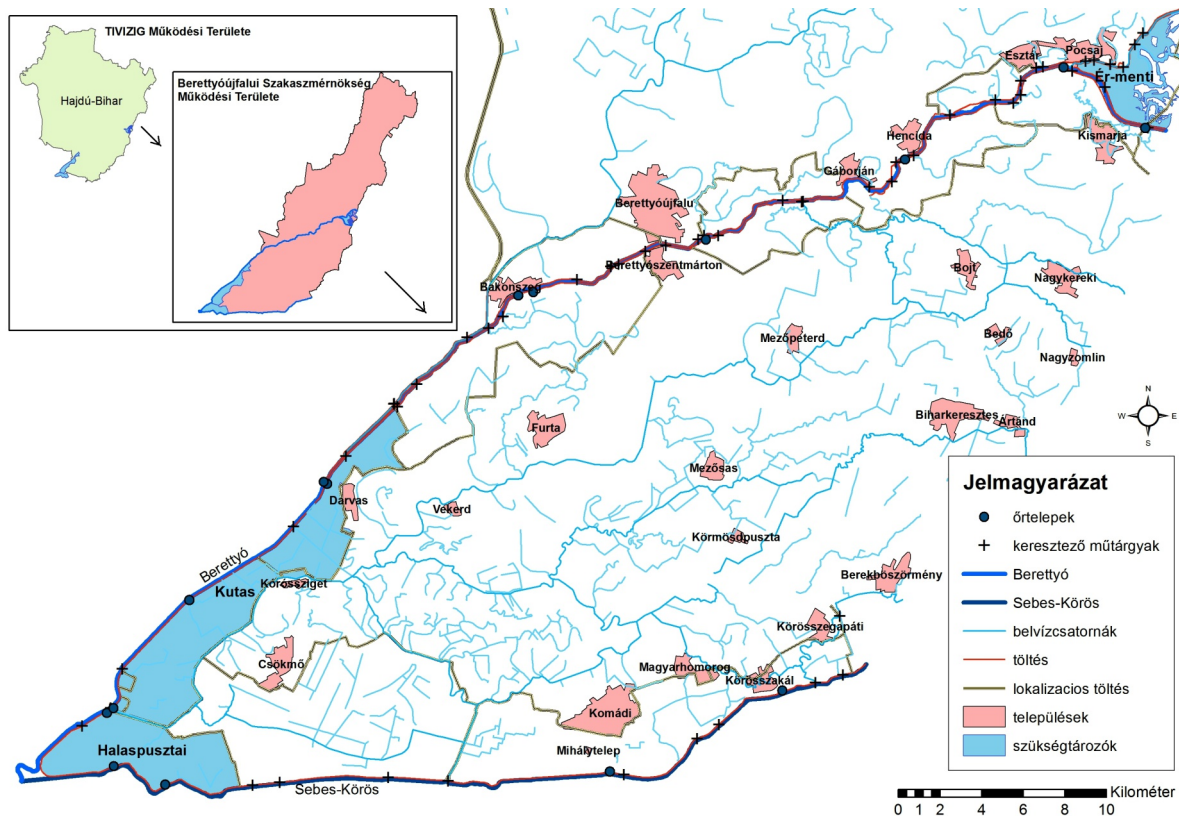 TIVIZIG Működési Területe
Hajdú-Bihar
Berettyóújfalui Szakaszmérnökség
Működési Területe
Esztár
Pocsaj
Ér-menti
Kismarja
Hencida
Gáborján
Berettyóújfalu
Berettyószentmárton
Bakonszeg
Bojt
Nagykereki
Mezőpeterd
Bedő
Nagyzomlin
Biharkeresztes
Ártánd
Furta
Mezősas
Darvas
Vekerd
Körmösdpuszta
Berekböszörmény
Berettyó
Kutas
Körössziget
Körösszegapáti
Csökmő
Magyarhomorog
Körösszakál
Komádi
Halaspusztai
Mihálytelep
Sebes-Körös
N
W
E
S
Jelmagyarázat
őrtelepek
keresztező műtárgyak
Berettyó
Sebes-Körös
belvízcsatornák
töltés
lokalizacios töltés
települések
szükségtározók
Kilométer
0 1 2 4 6 8 10